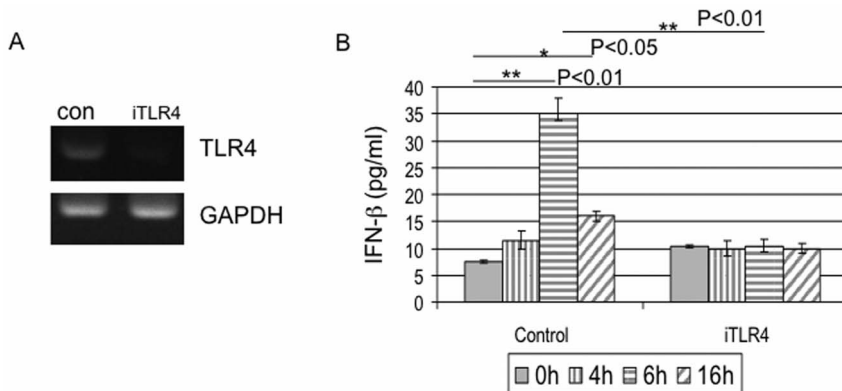 A
con iTLR4
TLR4
GAPDH
B
** P<0.01
* P<0.05
** P<0.01
IFN-β (pg/ml)
40
35
30
25
20
15
10
5
0
Control iTLR4
0h 4h 6h 16h